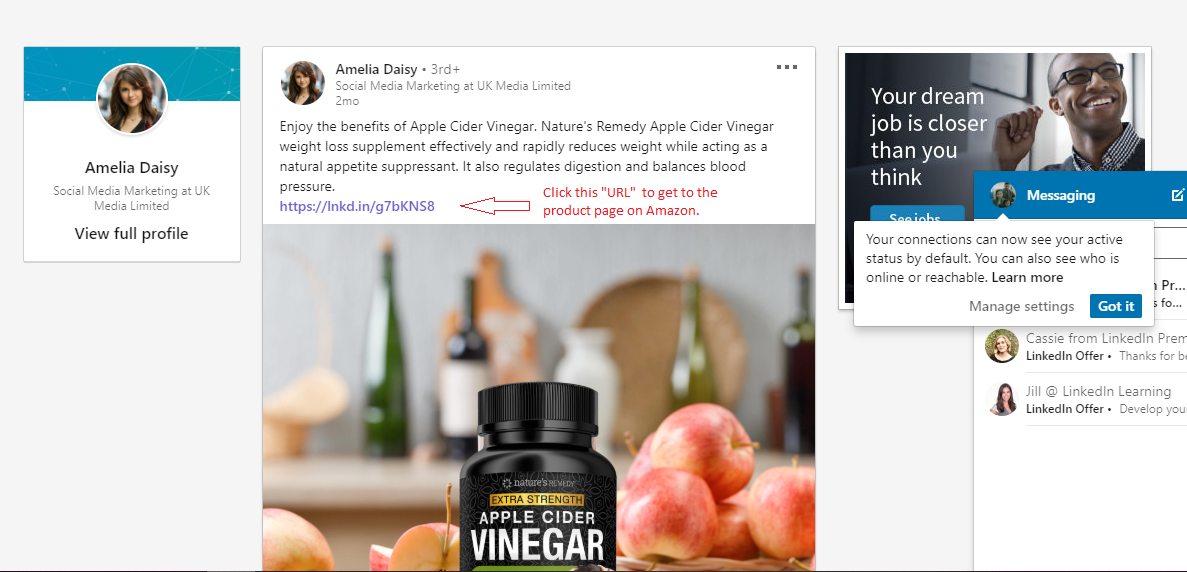 Amelia Daisy
Social Media Marketing at UK
Media Limited
View full profile
Amelia Daisy • 3rd+
Social Media Marketing at UK Media Limited
2mo
Enjoy the benefits of Apple Cider Vinegar. Nature's Remedy Apple Cider Vinegar
weight loss supplement effectively and rapidly reduces weight while acting as a
natural appetite suppressant. It also regulates digestion and balances blood
pressure.
https://lnkd.in/g7bKNS8
Click this "URL" to get to the
product page on Amazon.
nature's REMEDY
EXTRA STRENGTH
APPLE CIDER
VINEGAR
Your dream
job is closer
than you
think
See jobs
Messaging
Your connections can now see your active
status by default. You can also see who is
online or reachable. Learn more
Manage settings
Got it
Pr...
fo...
Cassie from LinkedIn Prem
LinkedIn Offer • Thanks for be
Jill @ LinkedIn Learning
LinkedIn Offer • Develop your